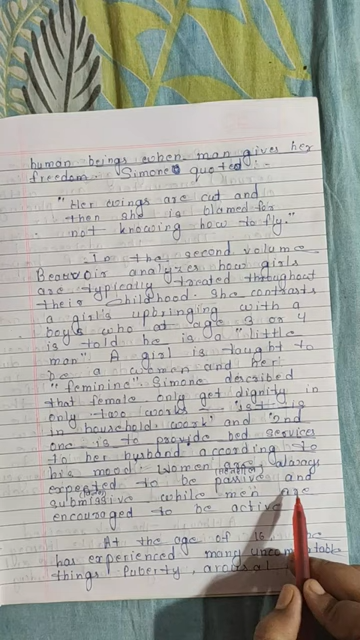 human beings when man gives her
freedom. Simone quoted :-
"Her wings are cut and
then she is blamed for
not knowing how to fly."
In the second volume
Beauvoir analyzes how girls
are typically treated throughout
their childhood. She contrasts
a girl's upbringing with a
boys who at age 3 or 4
is told he is a "little
man". A girl is taught to
be a woman and her
"feminine" Simone described
that female only get dignity in
only two works - "1st is
in household work" and "2nd
one is to provide bed services
to her husband according to
his mood. Women are always
expected to be passive and
submissive while men are
encouraged to be active.
At the age of 15,
has experienced many uncomfortable
things Puberty, arousal